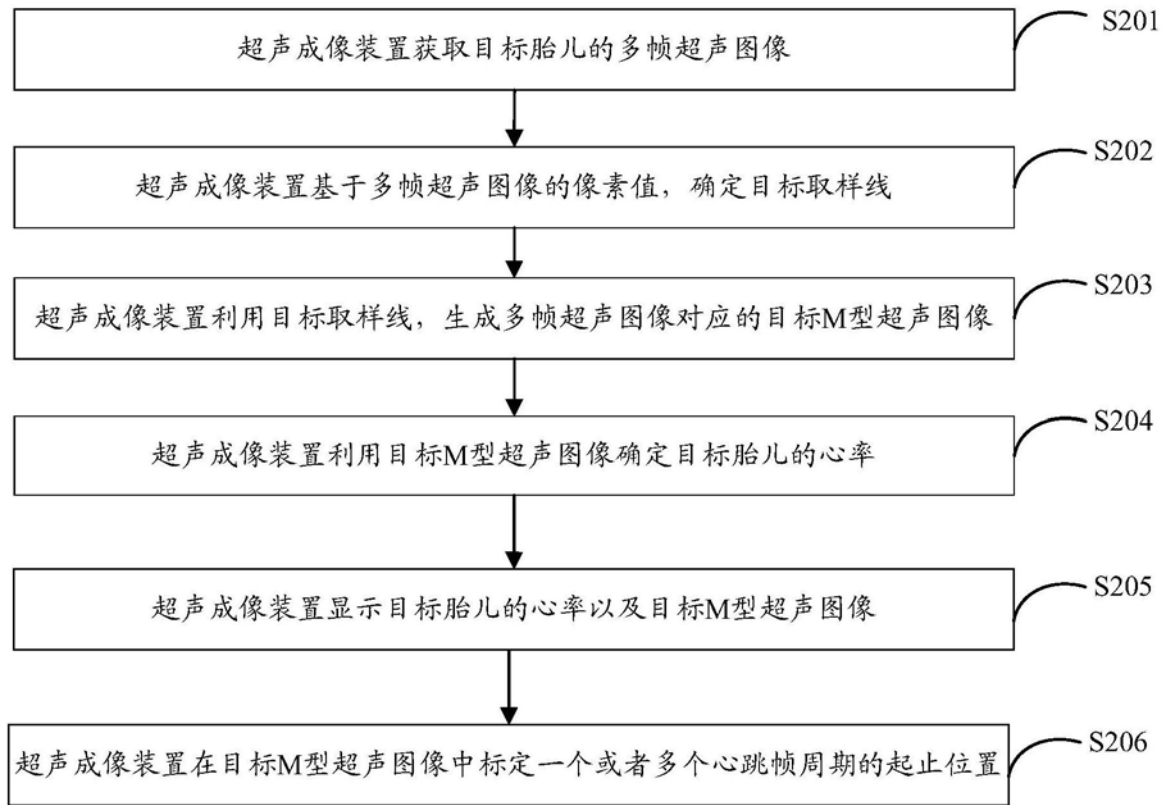 超声成像装置获取目标胎儿的多帧超声图像
S201
超声成像装置基于多帧超声图像的像素值，确定目标取样线
S202
超声成像装置利用目标取样线，生成多帧超声图像对应的目标M型超声图像
S203
超声成像装置利用目标M型超声图像确定目标胎儿的心率
S204
超声成像装置显示目标胎儿的心率以及目标M型超声图像
S205
超声成像装置在目标M型超声图像中标定一个或者多个心跳帧周期的起止位置
S206